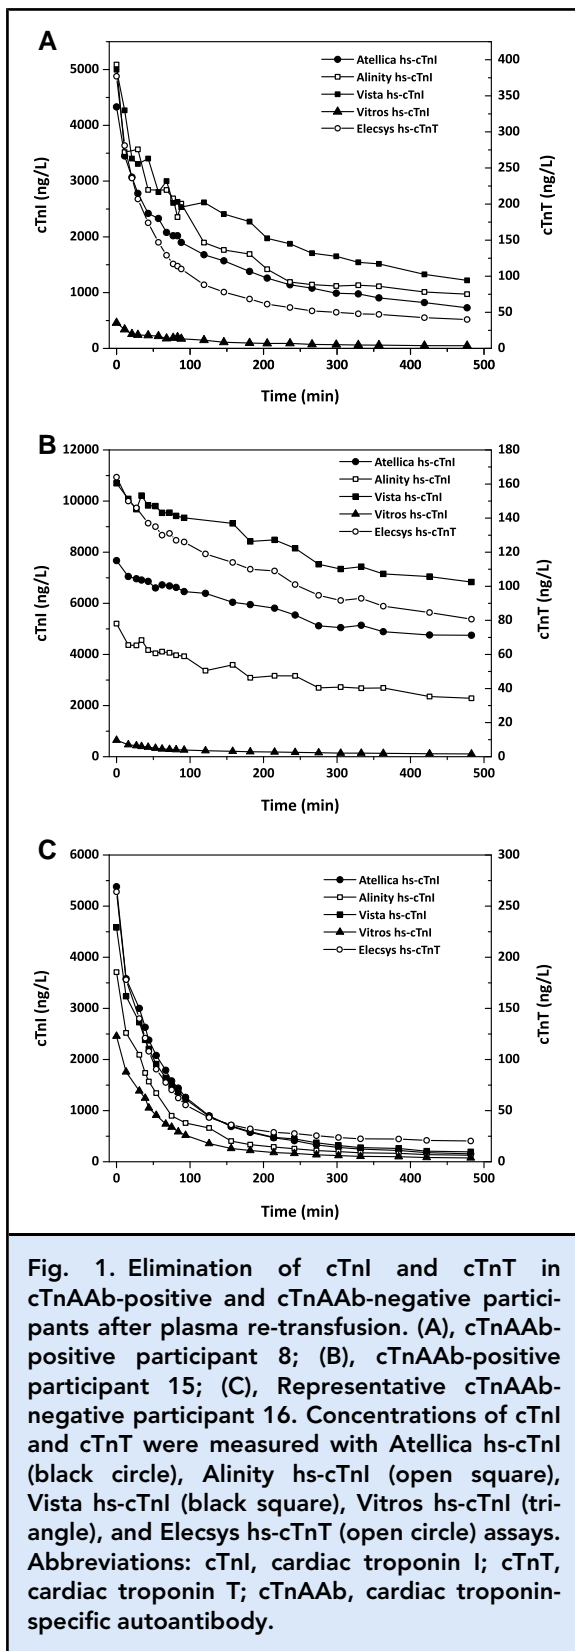 A
Atellica hs-cTnI
Alinity hs-cTnI
Vista hs-cTnI
Vitros hs-cTnI
Elecsys hs-cTnT
cTnI (ng/L)
5000
4000
3000
2000
1000
0
cTnT (ng/L)
400
350
300
250
200
150
100
50
0
0 100 200 300 400 500
Time (min)
B
Atellica hs-cTnI
Alinity hs-cTnI
Vista hs-cTnI
Vitros hs-cTnI
Elecsys hs-cTnT
cTnI (ng/L)
12000
10000
8000
6000
4000
2000
0
cTnT (ng/L)
180
160
140
120
100
80
60
40
20
0
0 100 200 300 400 500
Time (min)
C
Atellica hs-cTnI
Alinity hs-cTnI
Vista hs-cTnI
Vitros hs-cTnI
Elecsys hs-cTnT
cTnI (ng/L)
6000
5000
4000
3000
2000
1000
0
cTnT (ng/L)
300
250
200
150
100
50
0
0 100 200 300 400 500
Time (min)
Fig. 1. Elimination of cTnI and cTnT in
cTnAAb-positive and cTnAAb-negative partici-
pants after plasma re-transfusion. (A), cTnAAb-
positive participant 8; (B), cTnAAb-positive
participant 15; (C), Representative cTnAAb-
negative participant 16. Concentrations of cTnI
and cTnT were measured with Atellica hs-cTnI
(black circle), Alinity hs-cTnI (open square),
Vista hs-cTnI (black square), Vitros hs-cTnI (tri-
angle), and Elecsys hs-cTnT (open circle) assays.
Abbreviations: cTnI, cardiac troponin I; cTnT,
cardiac troponin T; cTnAAb, cardiac troponin-
specific autoantibody.